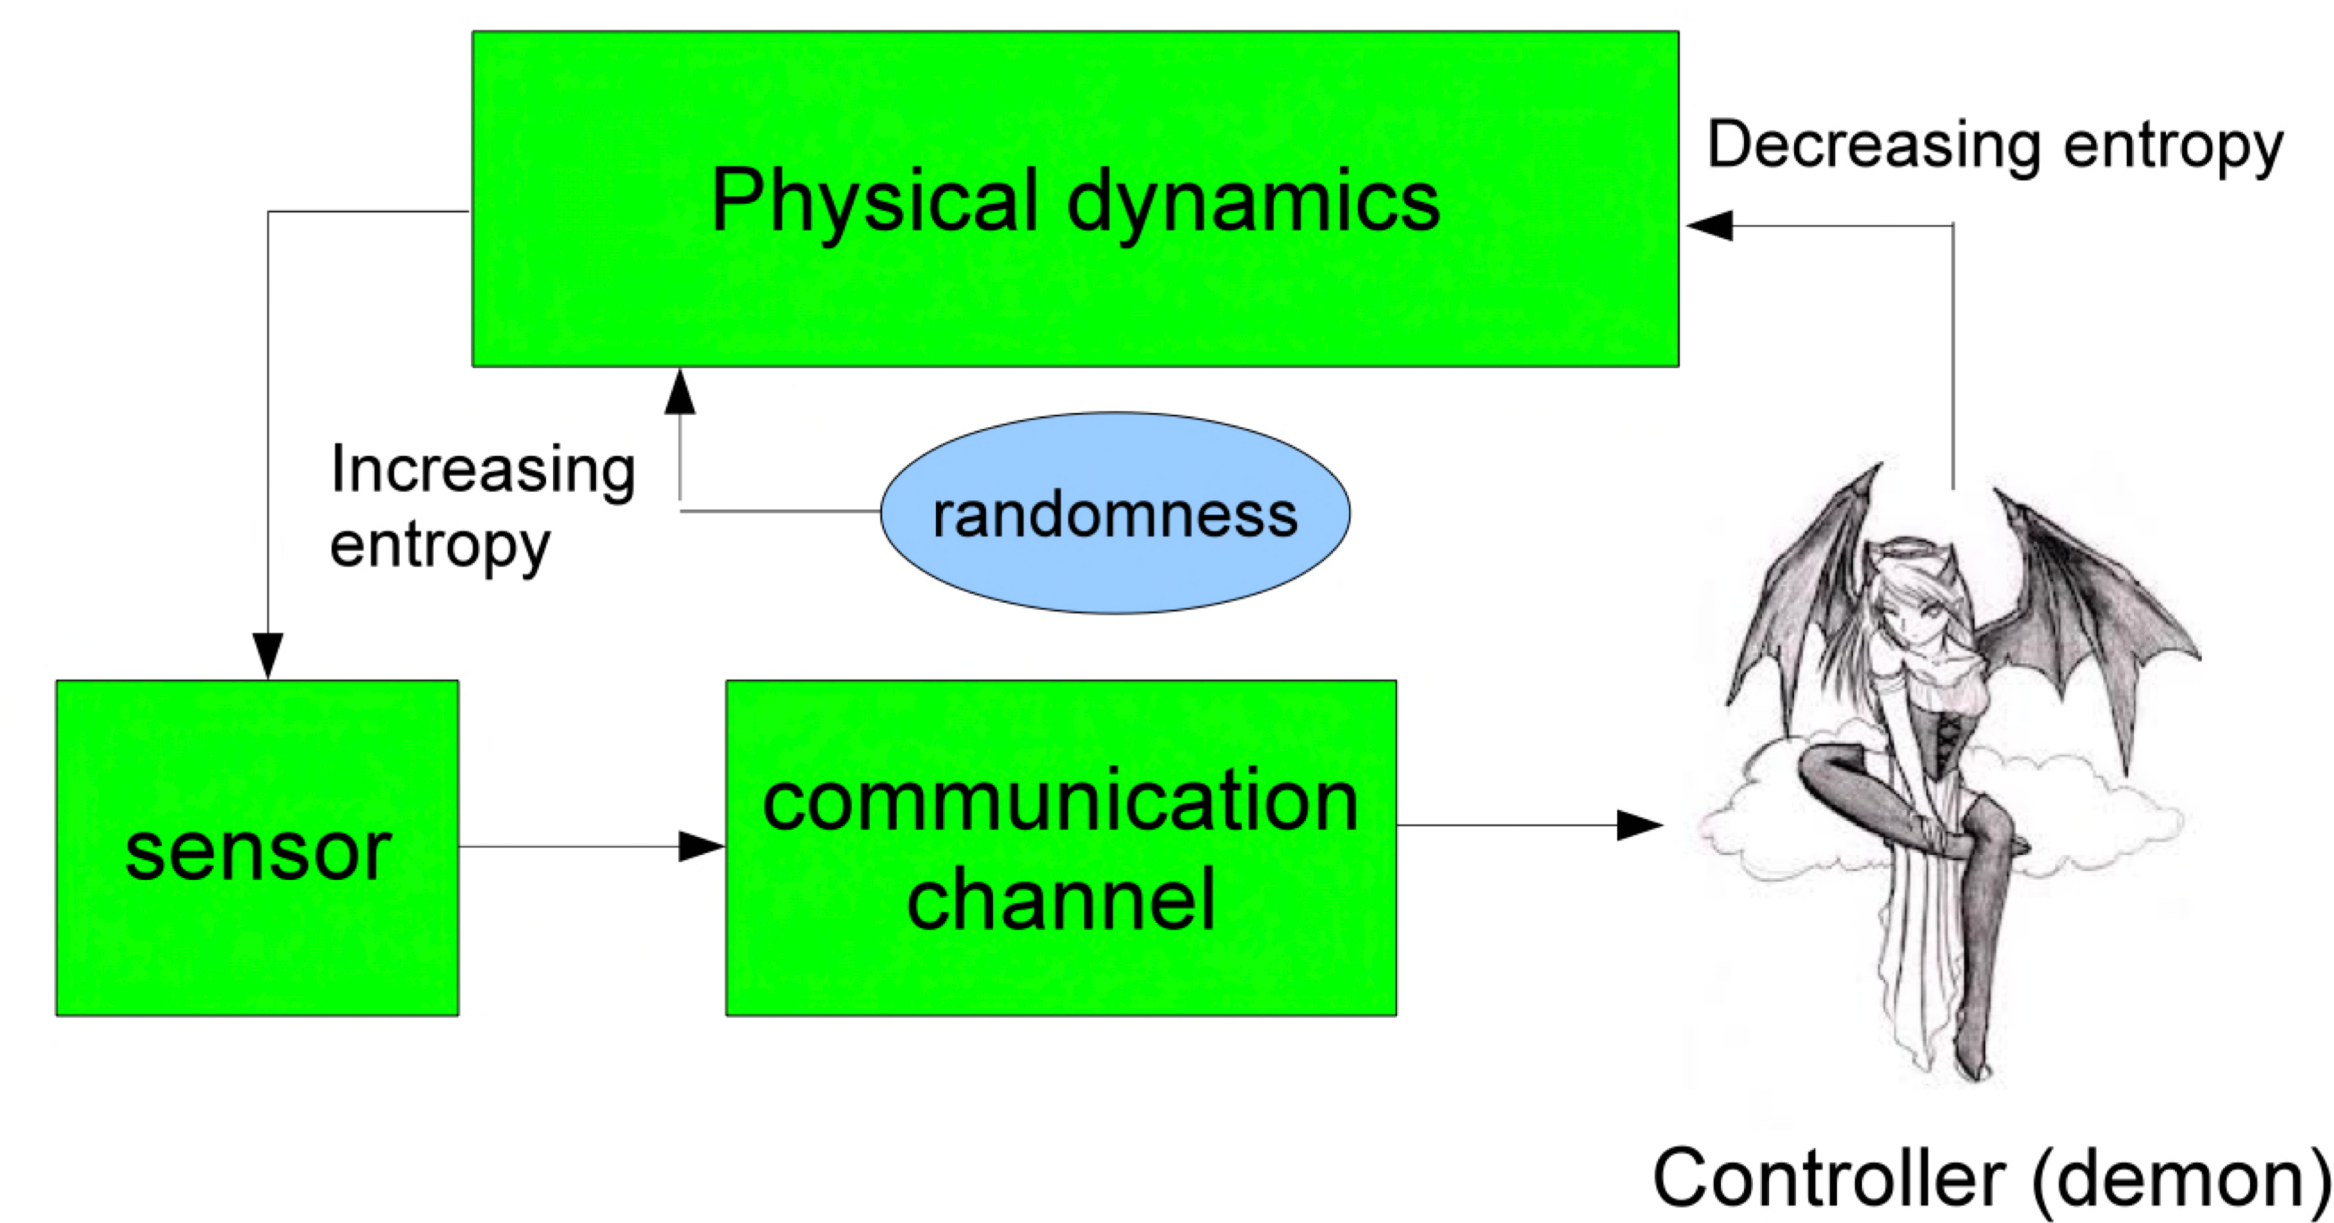 Physical dynamics
Decreasing entropy
Increasing
entropy
randomness
sensor
communication
channel
Controller (demon)